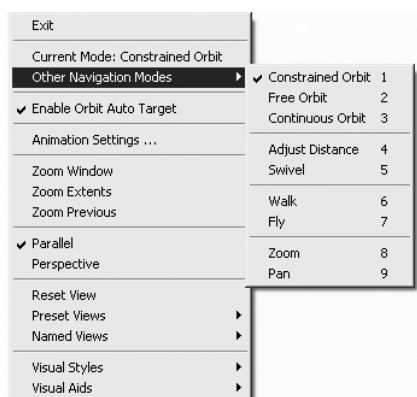 Exit
Current Mode: Constrained Orbit
Other Navigation Modes
Enable Orbit Auto Target
Animation Settings ...
Zoom Window
Zoom Extents
Zoom Previous
Parallel
Perspective
Reset View
Preset Views
Named Views
Visual Styles
Visual Aids
Constrained Orbit 1
Free Orbit 2
Continuous Orbit 3
Adjust Distance 4
Swivel 5
Walk 6
Fly 7
Zoom 8
Pan 9